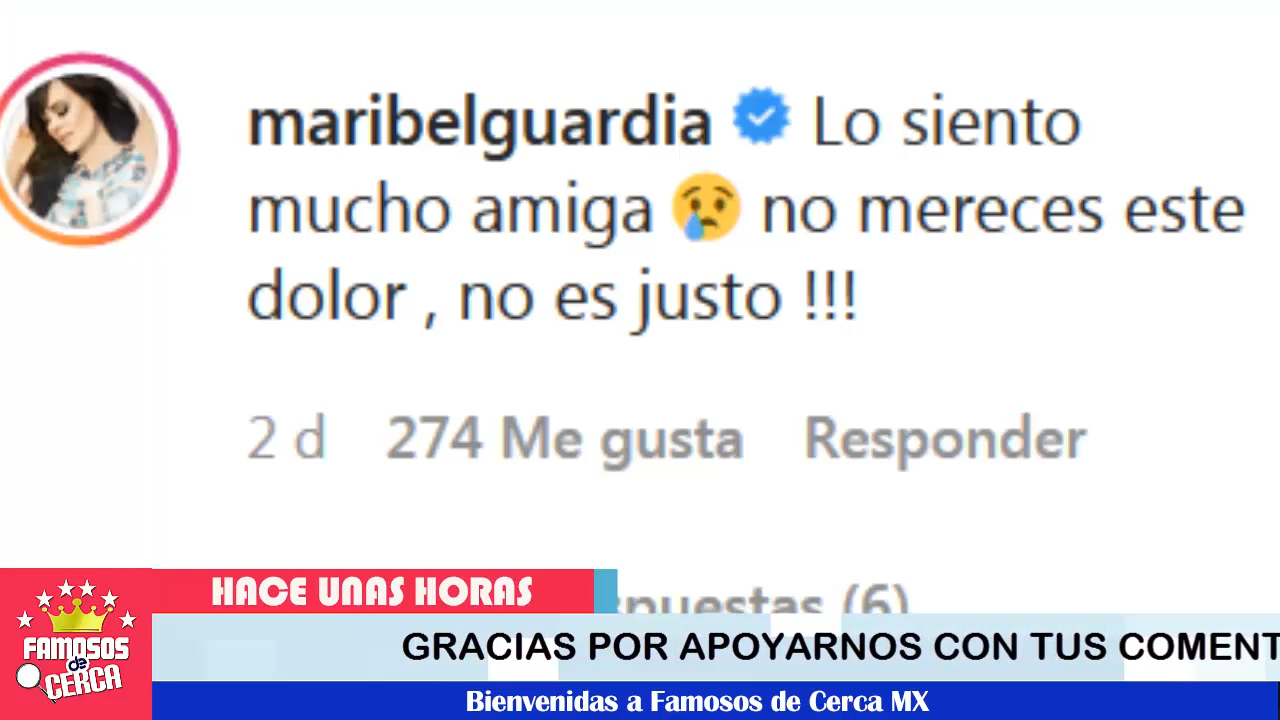 maribelguardia Lo siento
mucho amiga 😢 no mereces este
dolor , no es justo !!!
2 d 274 Me gusta Responder
(6)
HACE UNAS HORAS
FAMOSOS
de
CERCA
GRACIAS POR APOYARNOS CON TUS COMENT
Bienvenidas a Famosos de Cerca MX